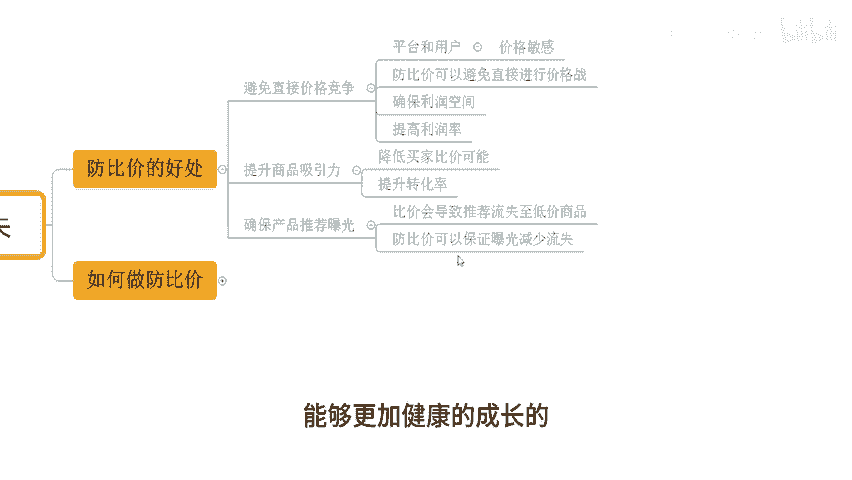 平台和用户 价格敏感
防比价可以避免直接进行价格战
避免直接价格竞争
确保利润空间
提高利润率
防比价的好处
降低买家比价可能
提升商品吸引力
提升转化率
比价会导致推荐流失至低价商品
确保产品推荐曝光
防比价可以保证曝光减少流失
如何做防比价
能够更加健康的成长的